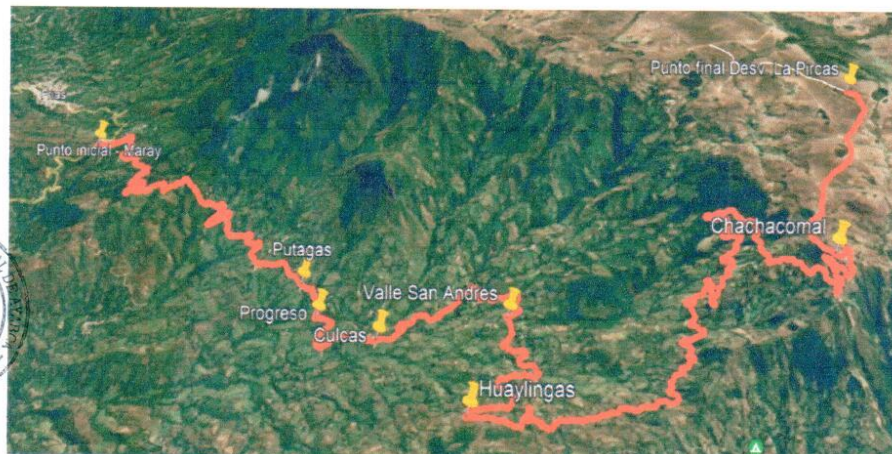 Punto final Desv. La Pircas
Punto inicial - Maray
Chachacomal
Putagas
Valle San Andres
Progreso
Culcas
Huaylingas